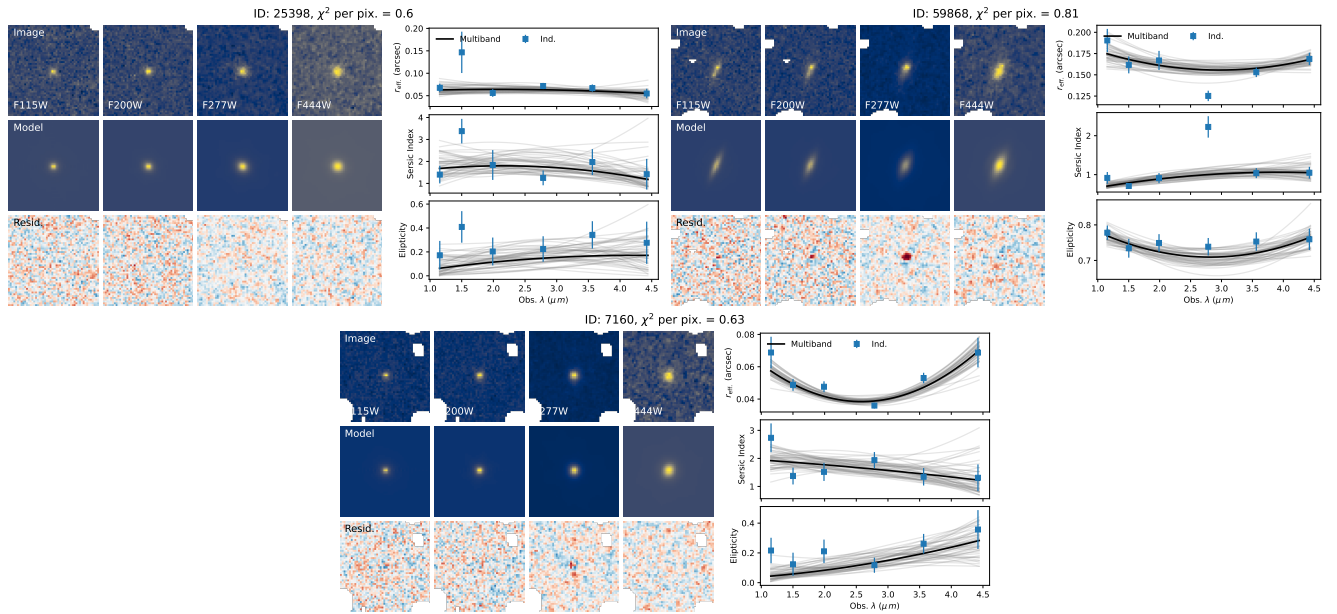 ID: 25398, χ² per pix. = 0.6
Image
F115W
F200W
F277W
F444W
Model
Resid.
Multiband
Ind.
r_eff. (arcsec)
0.20
0.15
0.10
0.05
Sersic Index
4
3
2
1
Elipticity
0.6
0.4
0.2
0.0
1.0 1.5 2.0 2.5 3.0 3.5 4.0 4.5
Obs. λ (μm)
ID: 59868, χ² per pix. = 0.81
Image
F115W
F200W
F277W
F444W
Model
Resid.
Multiband
Ind.
r_eff. (arcsec)
0.200
0.175
0.150
0.125
Sersic Index
2
1
Elipticity
0.8
0.7
1.0 1.5 2.0 2.5 3.0 3.5 4.0 4.5
Obs. λ (μm)
ID: 7160, χ² per pix. = 0.63
Image
115W
200W
277W
444W
Model
Resid.
Multiband
Ind.
r_eff. (arcsec)
0.08
0.06
0.04
Sersic Index
3
2
1
Elipticity
0.4
0.2
0.0
1.0 1.5 2.0 2.5 3.0 3.5 4.0 4.5
Obs. λ (μm)